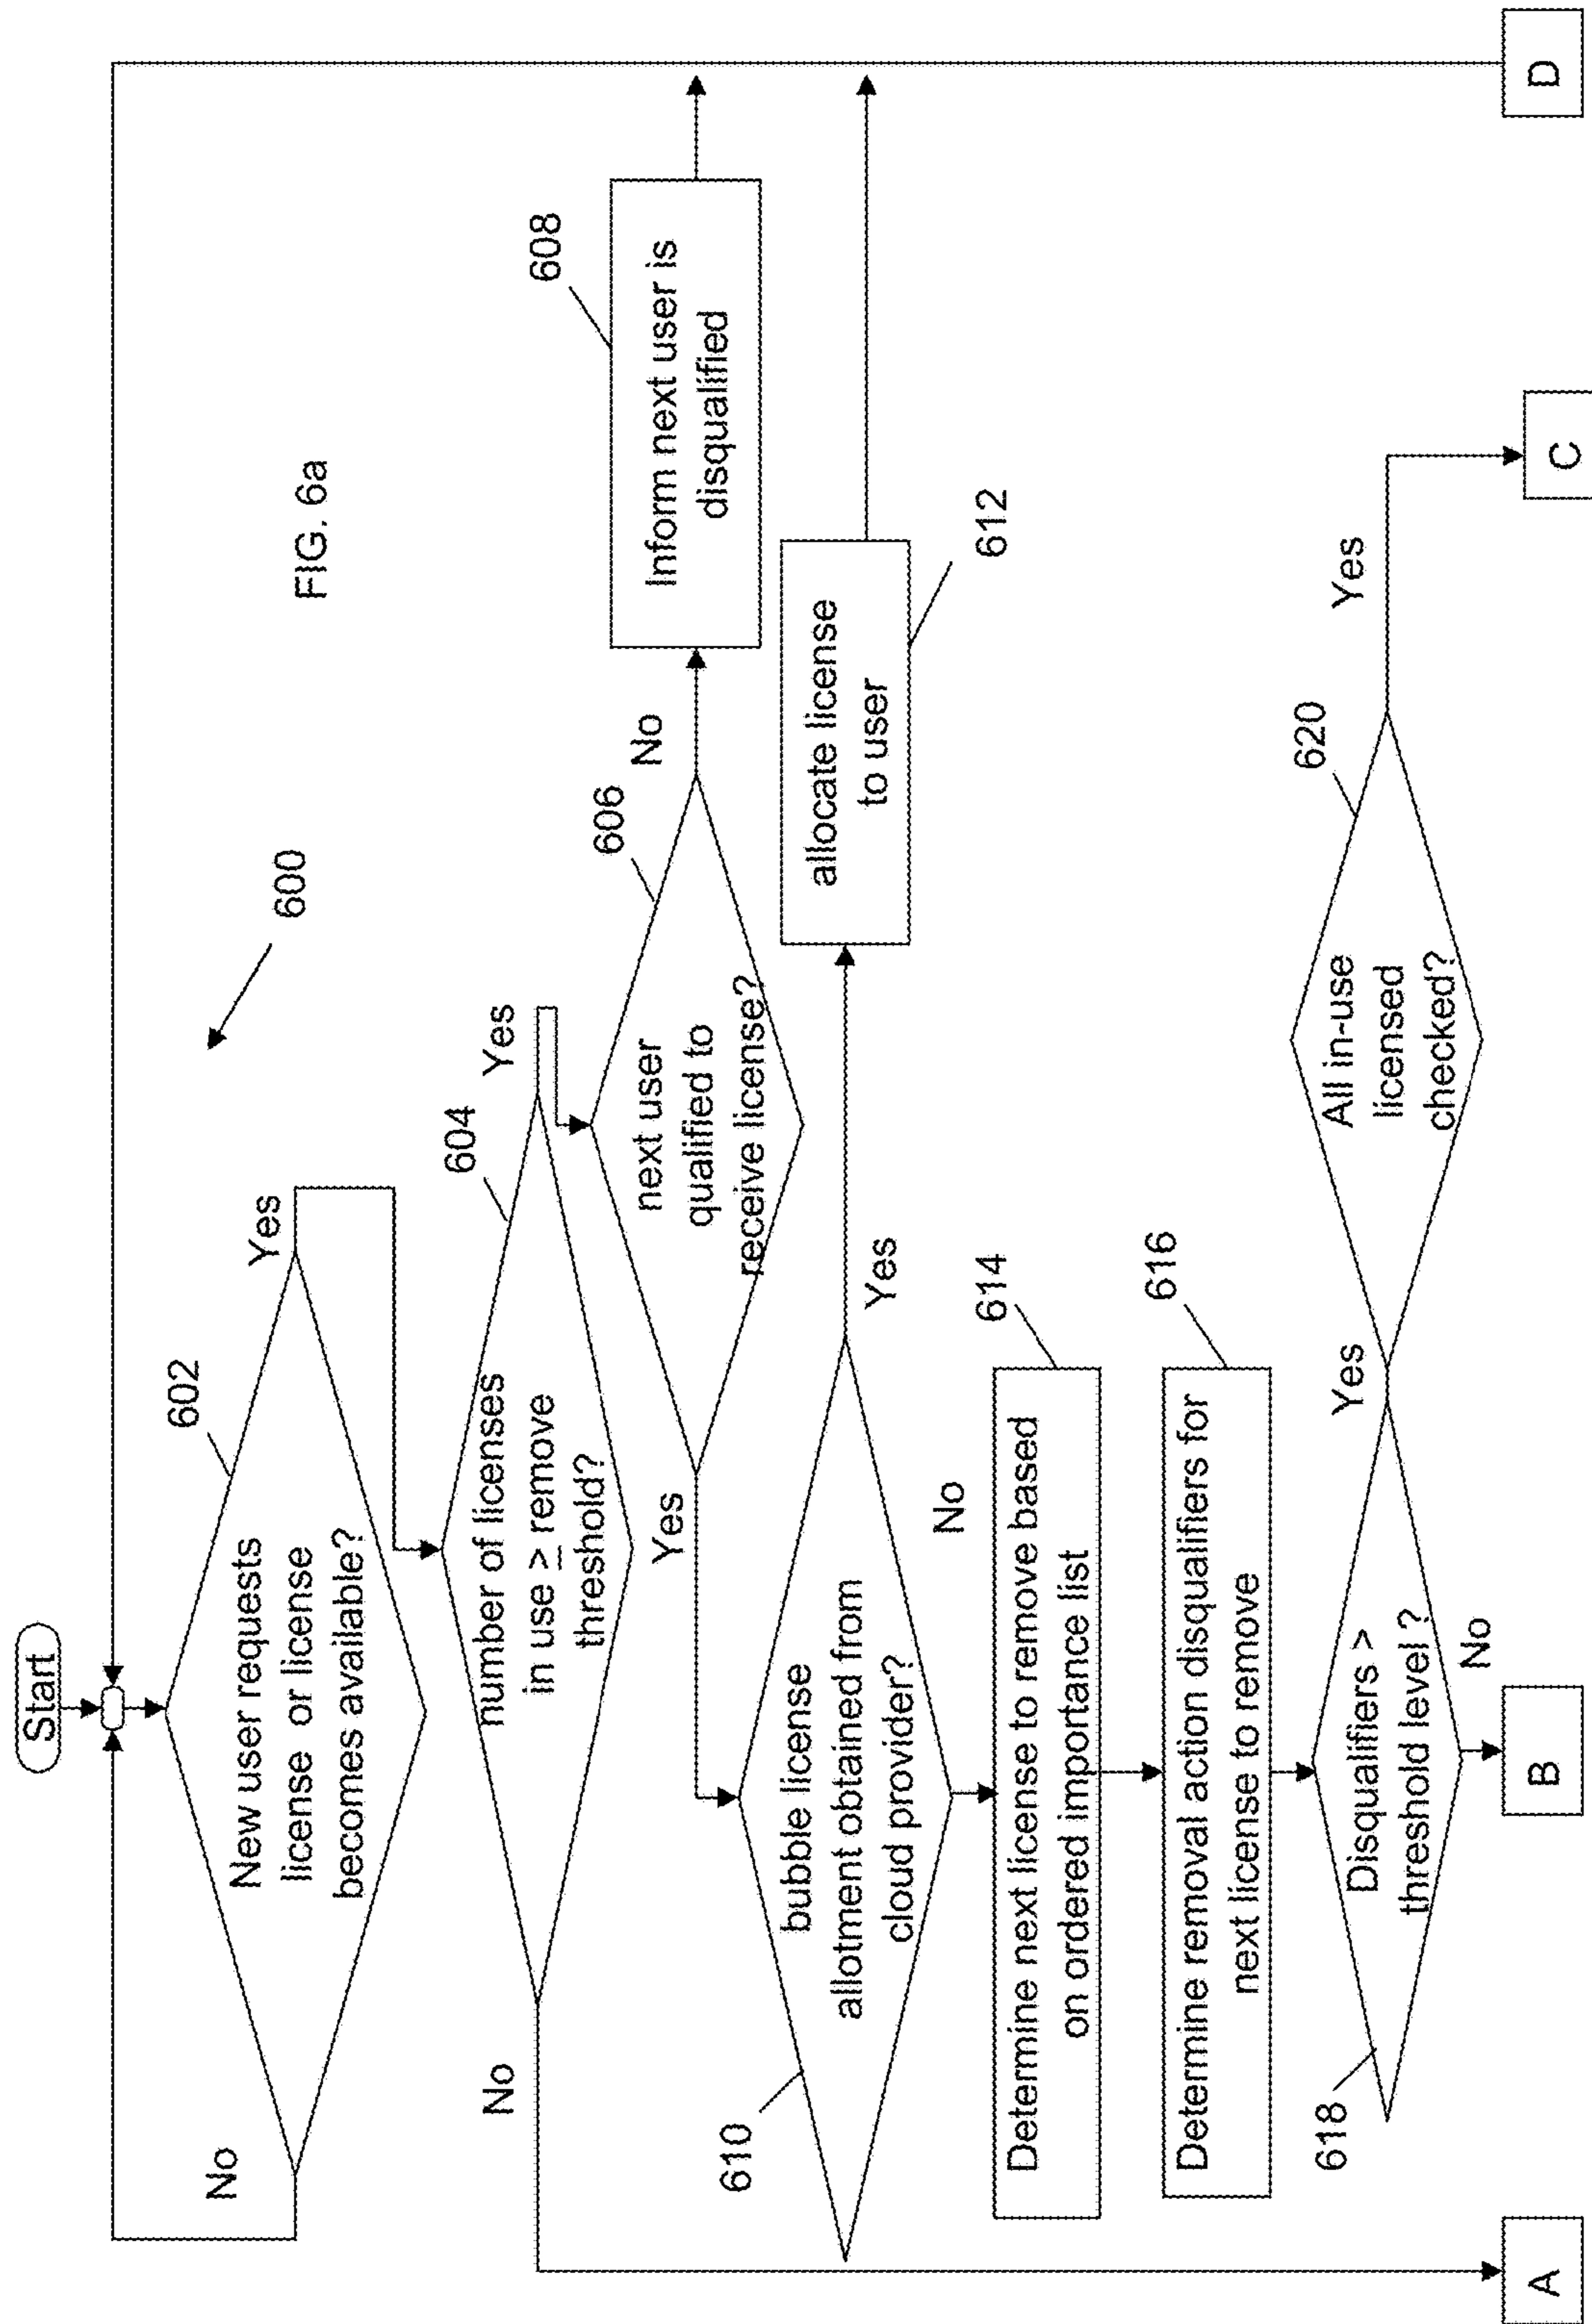 FIG. 6a
600
Start
602
New user requests
license or license
becomes available?
No
Yes
604
number of licenses
in use ≥ remove
threshold?
No
Yes
606
next user
qualified to
receive license?
No
608
Inform next user is
disqualified
Yes
610
bubble license
allotment obtained from
cloud provider?
Yes
allocate license
to user
612
No
614
Determine next license to remove based
on ordered importance list
616
Determine removal action disqualifiers for
next license to remove
618
Disqualifiers >
threshold level ?
Yes
No
620
All in-use
licensed
checked?
Yes
A
B
C
D